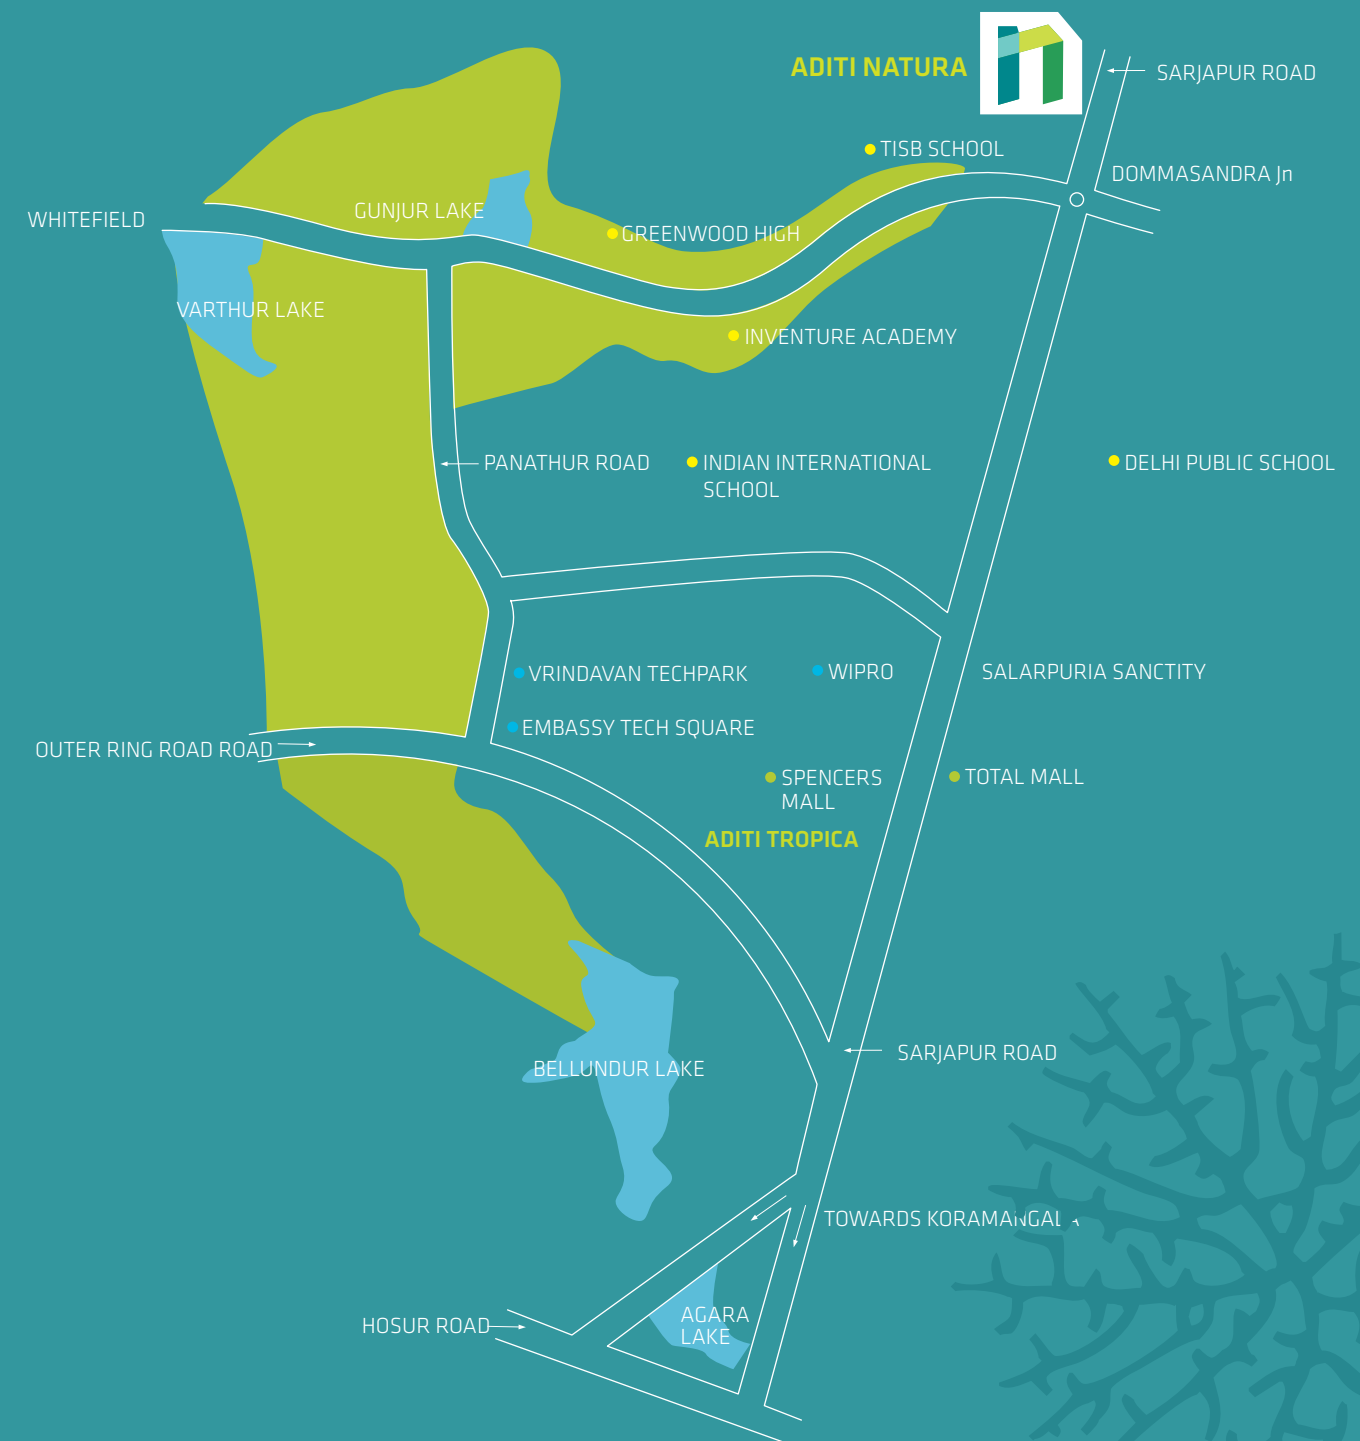 ADITI NATURA
SARJAPUR ROAD
TISB SCHOOL
DOMMASANDRA Jn
WHITEFIELD
GUNJUR LAKE
GREENWOOD HIGH
VARTHUR LAKE
INVENTURE ACADEMY
PANATHUR ROAD
INDIAN INTERNATIONAL
SCHOOL
DELHI PUBLIC SCHOOL
VRINDAVAN TECHPARK
WIPRO
SALARPURIA SANCTITY
EMBASSY TECH SQUARE
OUTER RING ROAD ROAD
SPENCERS
MALL
TOTAL MALL
ADITI TROPICA
SARJAPUR ROAD
BELLUNDUR LAKE
TOWARDS KORAMANGALA
HOSUR ROAD
AGARA
LAKE